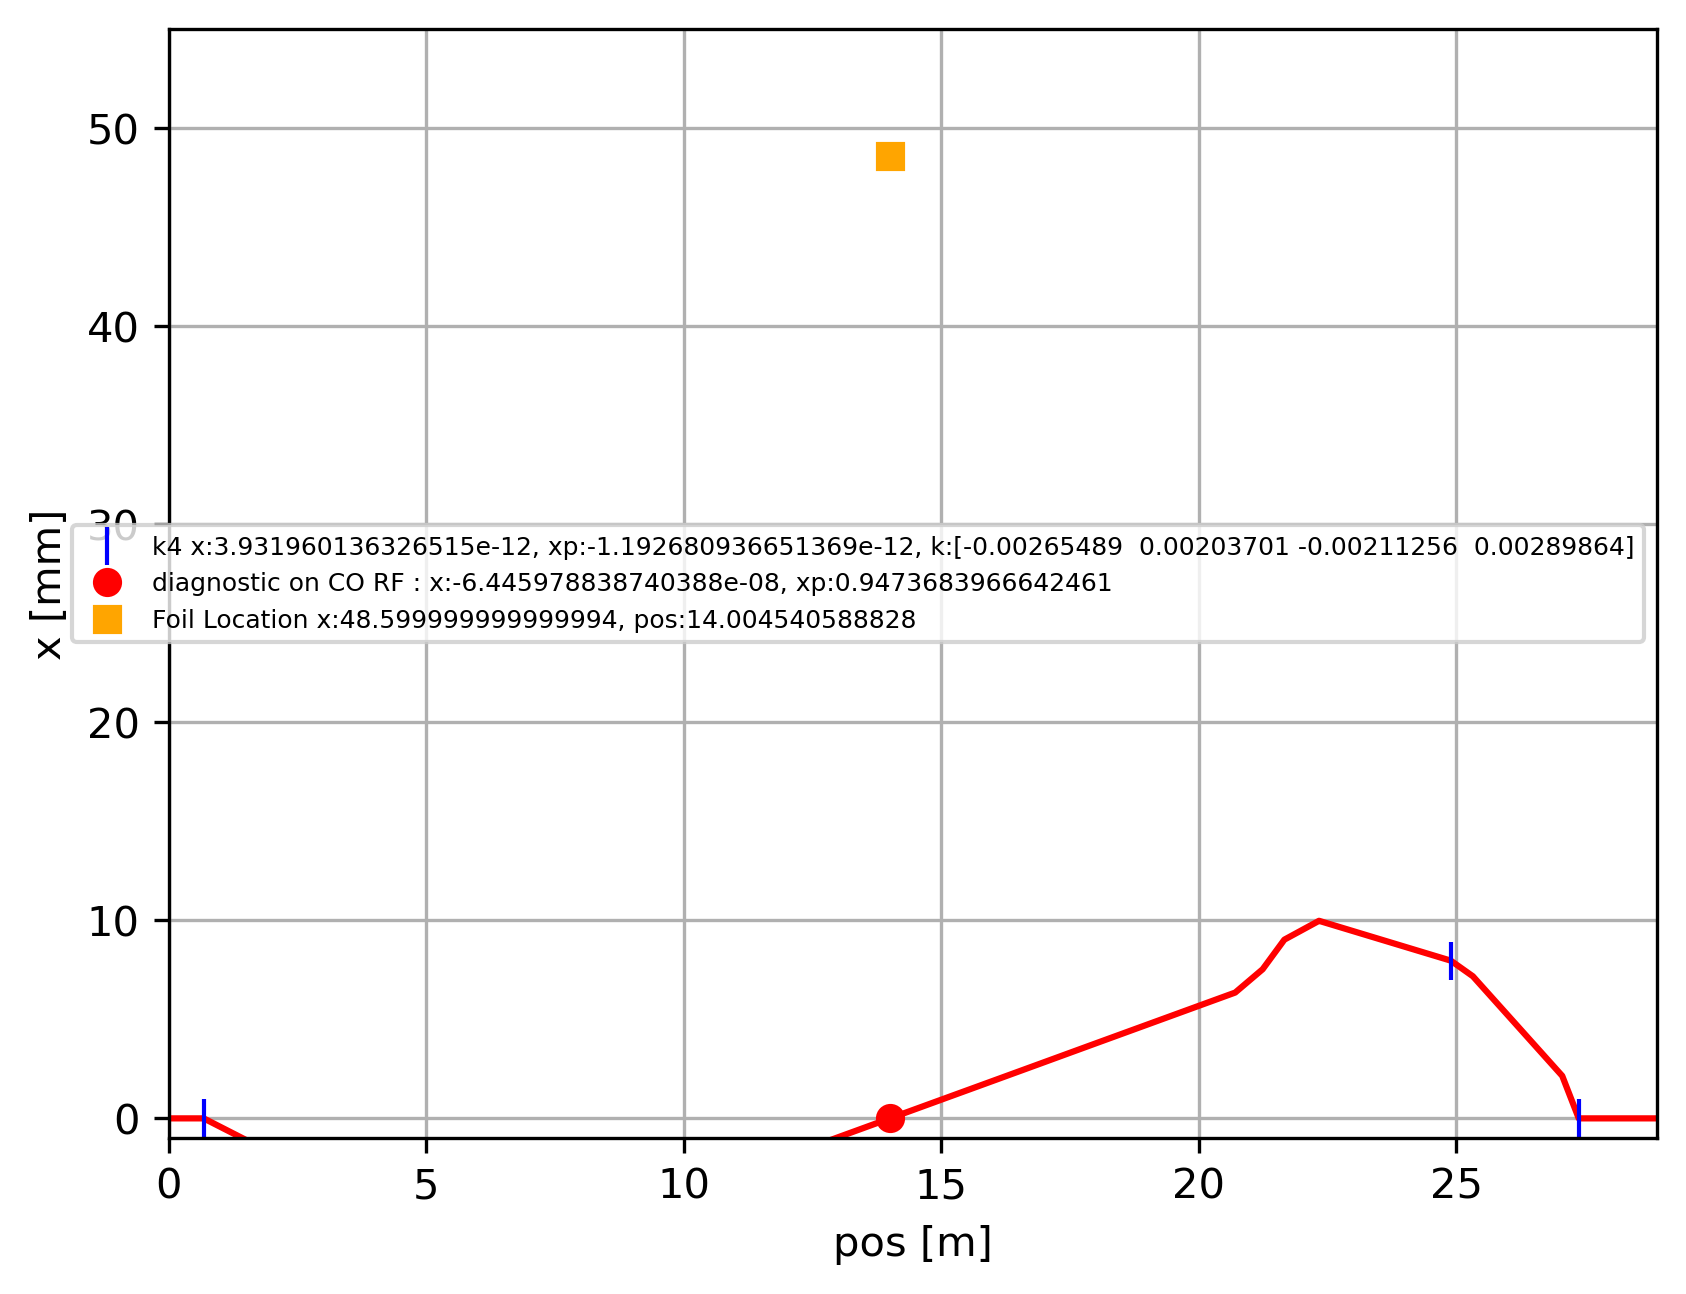 50
40
30
20
10
0
x [mm]
k4 x:3.931960136326515e-12, xp:-1.192680936651369e-12, k:[-0.00265489  0.00203701 -0.00211256  0.00289864]
diagnostic on CO RF : x:-6.445978838740388e-08, xp:0.9473683966642461
Foil Location x:48.599999999999994, pos:14.004540588828
0 5 10 15 20 25
pos [m]